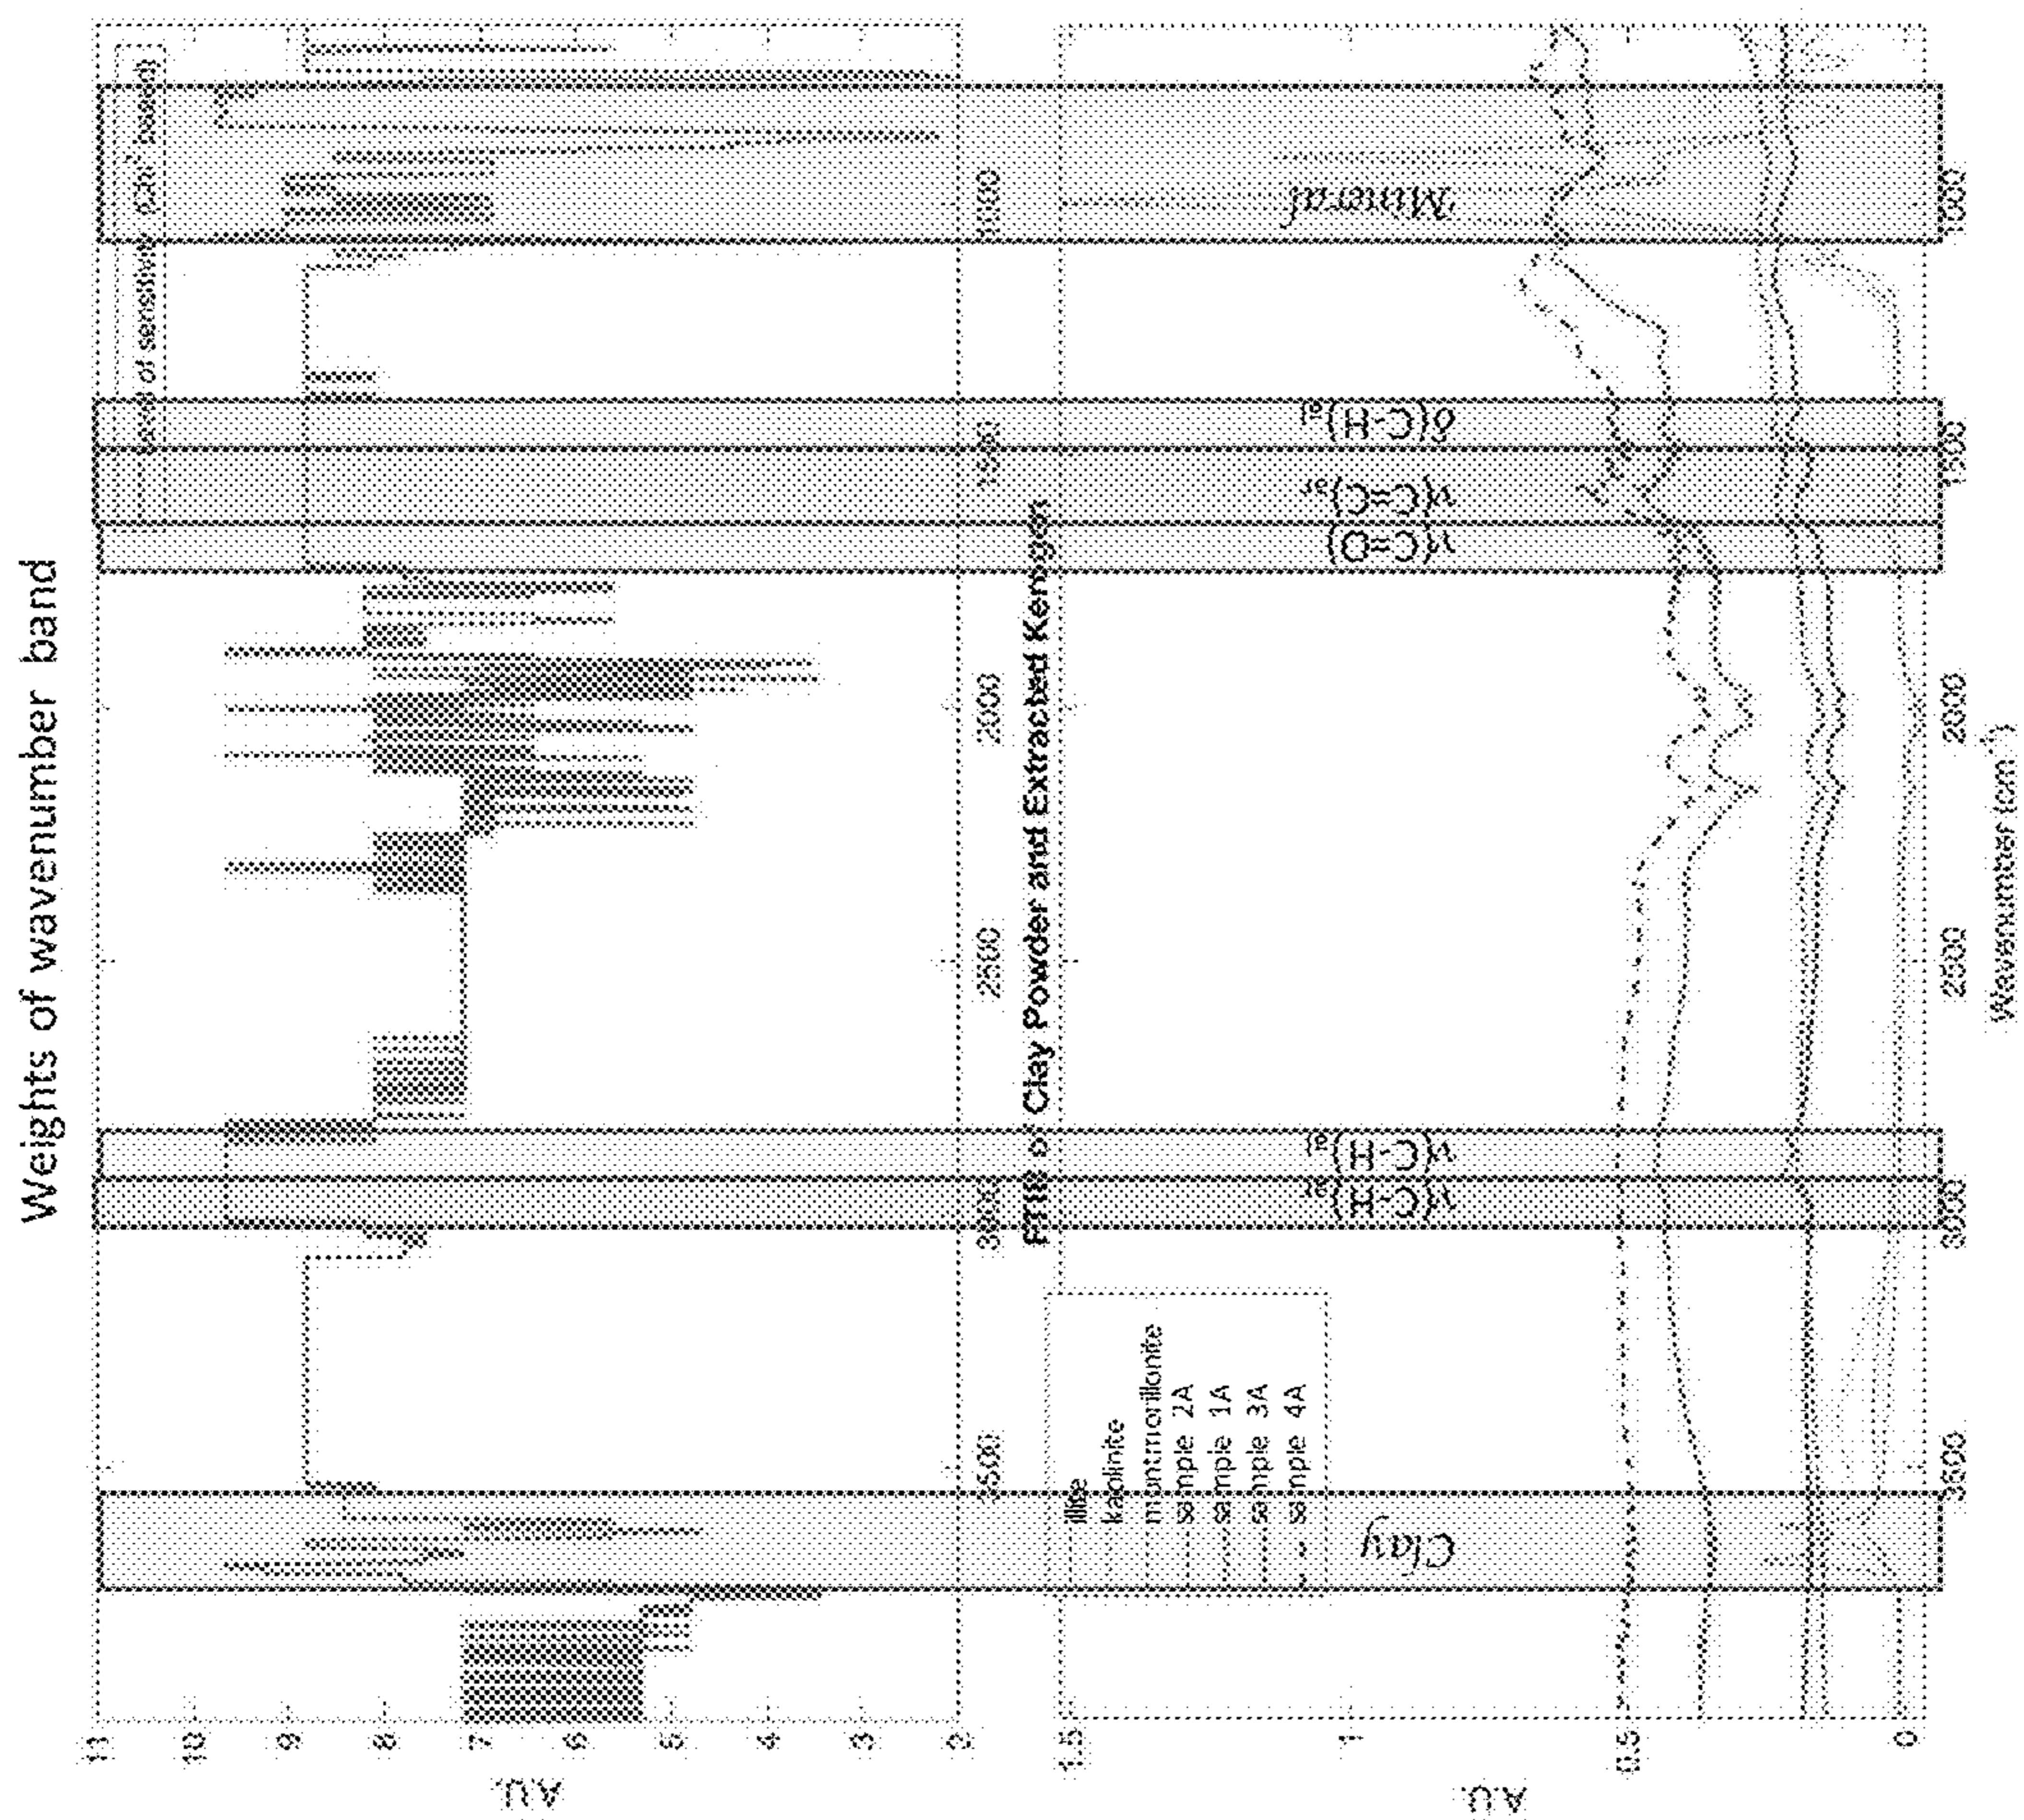 Weights of wavenumber band
A.U.
11
10
9
8
7
6
5
4
3
2
based of sensivity
3500
3000
2500
2000
1500
1000
FTIR of Clay Powder and Extracted Kerogen
A.U.
1.5
1
0.5
0
illite
kaolinite
montmorillonite
sample 2A
sample 1A
sample 3A
sample 4A
Clay
ν(C-H)ar
ν(C-H)al
ν(C=O)
ν(C=C)ar
δ(C-H)al
Mineral
3500
3000
2500
2000
1500
1000
Wavenumber (cm⁻¹)